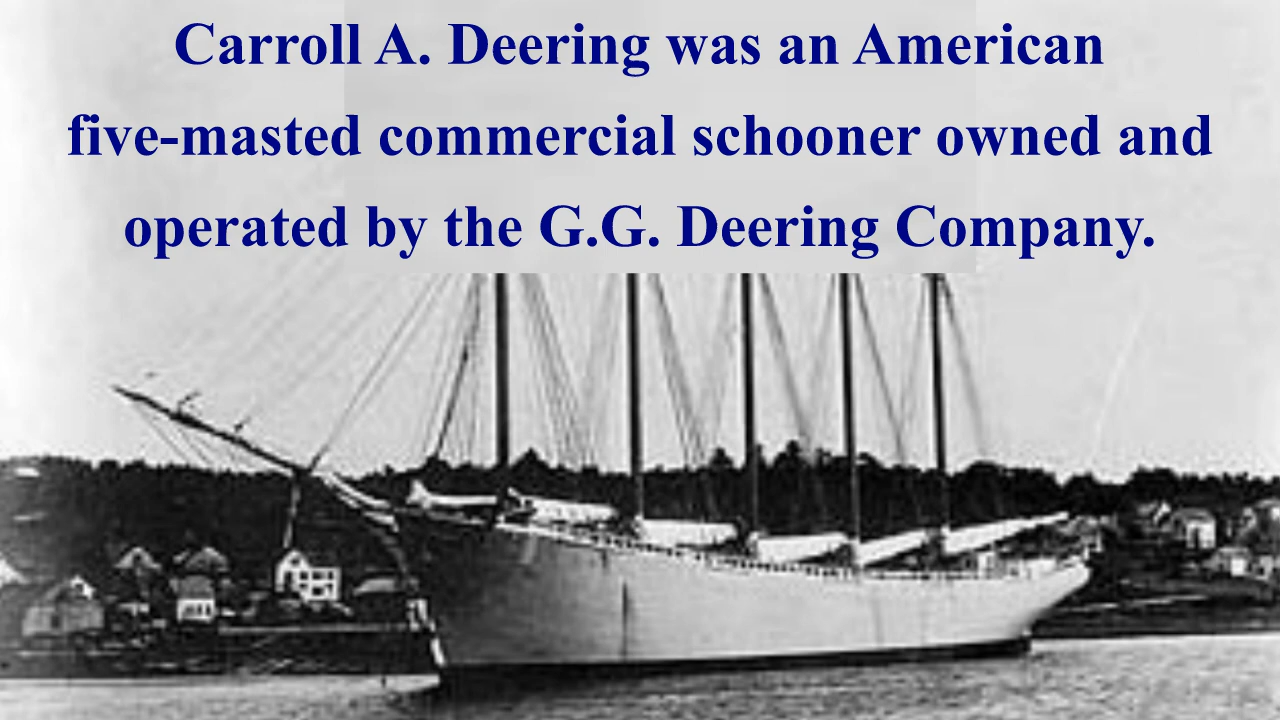 Carroll A. Deering was an American
five-masted commercial schooner owned and
operated by the G.G. Deering Company.